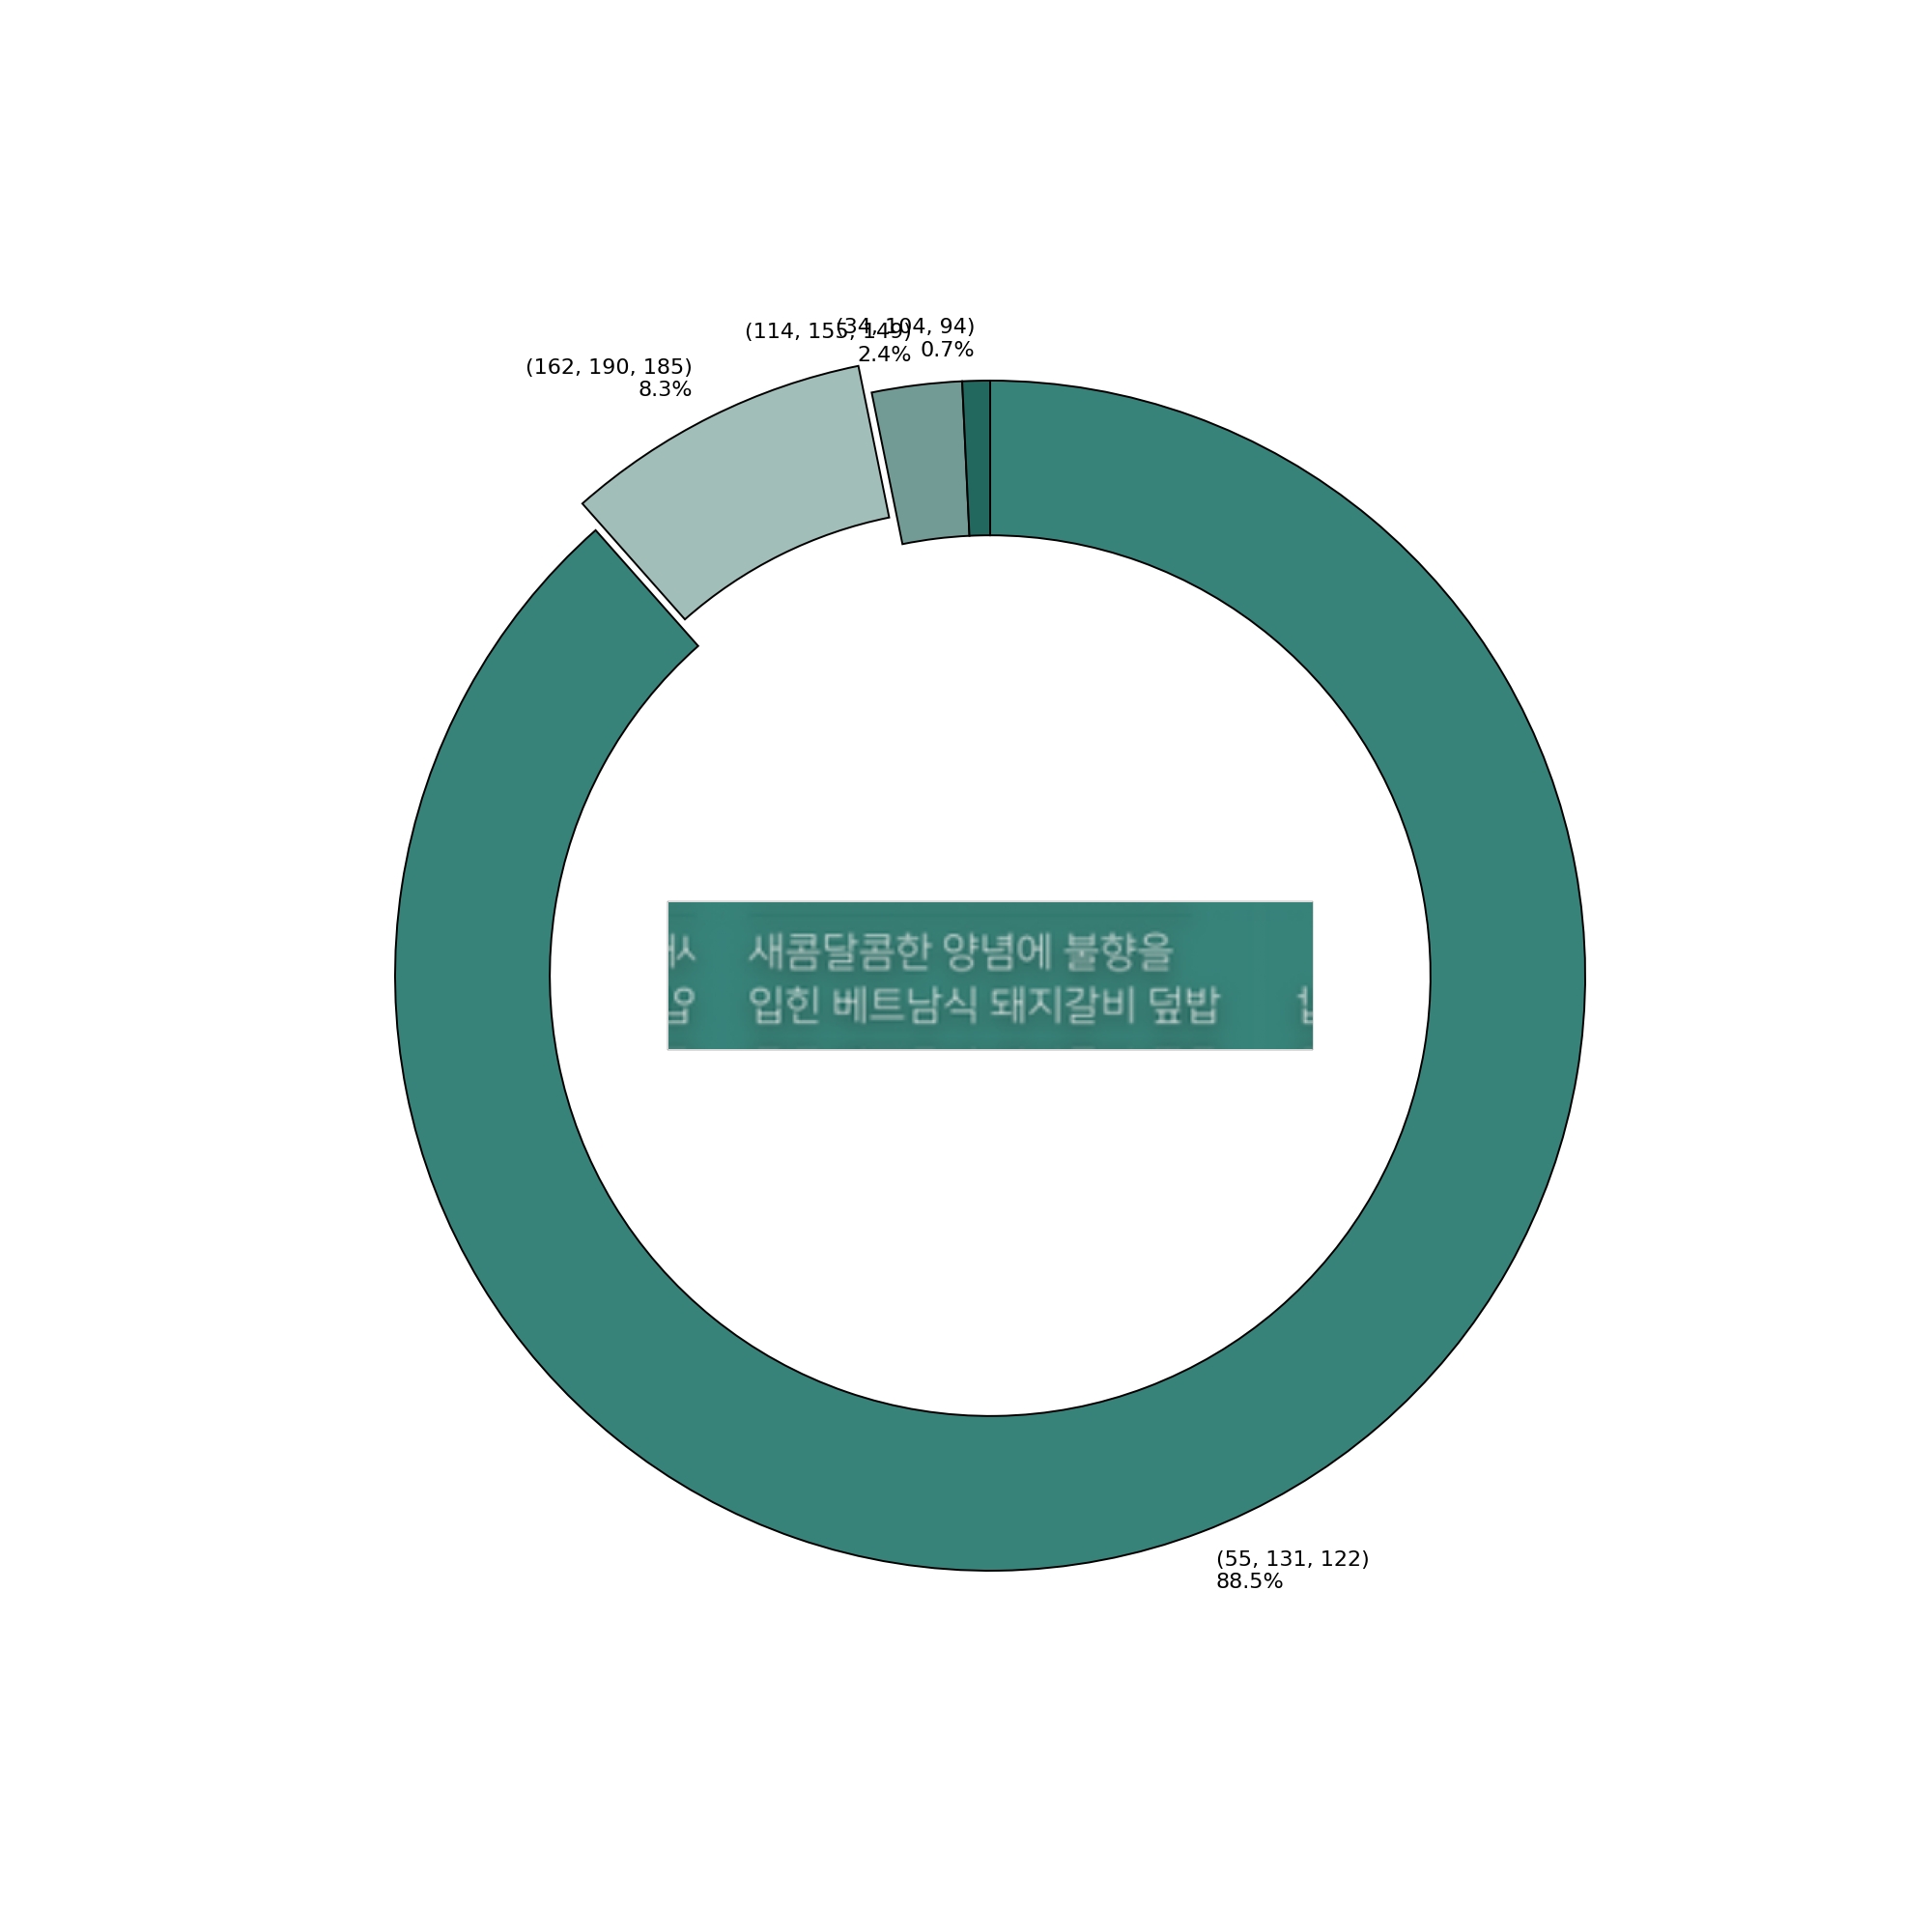 (114, 155, 149)
2.4%
(34, 104, 94)
0.7%
(162, 190, 185)
8.3%
새콤달콤한 양념에 불향을
입힌 베트남식 돼지갈비 덮밥
(55, 131, 122)
88.5%